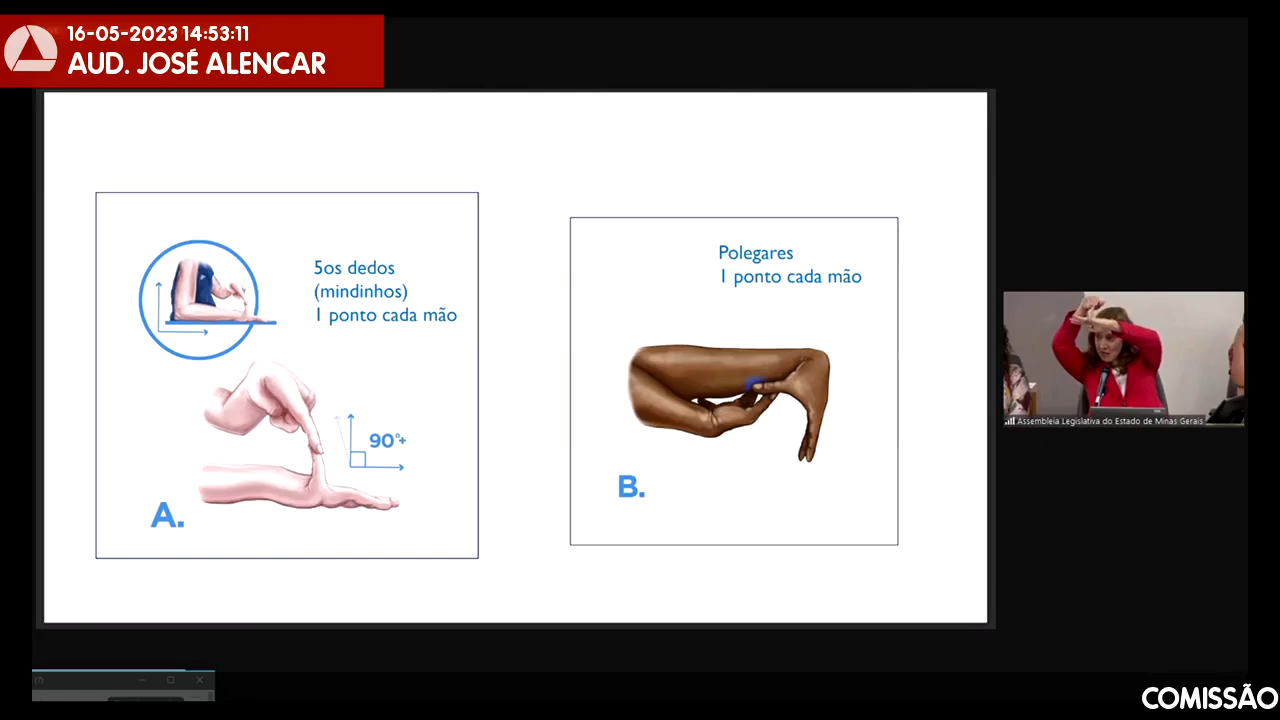 16-05-2023 14:53:11
AUD. JOSÉ ALENCAR
5os dedos
(mindinhos)
1 ponto cada mão
90°+
A.
Polegares
1 ponto cada mão
B.
Assembleia Legislativa do Estado de Minas Gerais
COMISSÃO